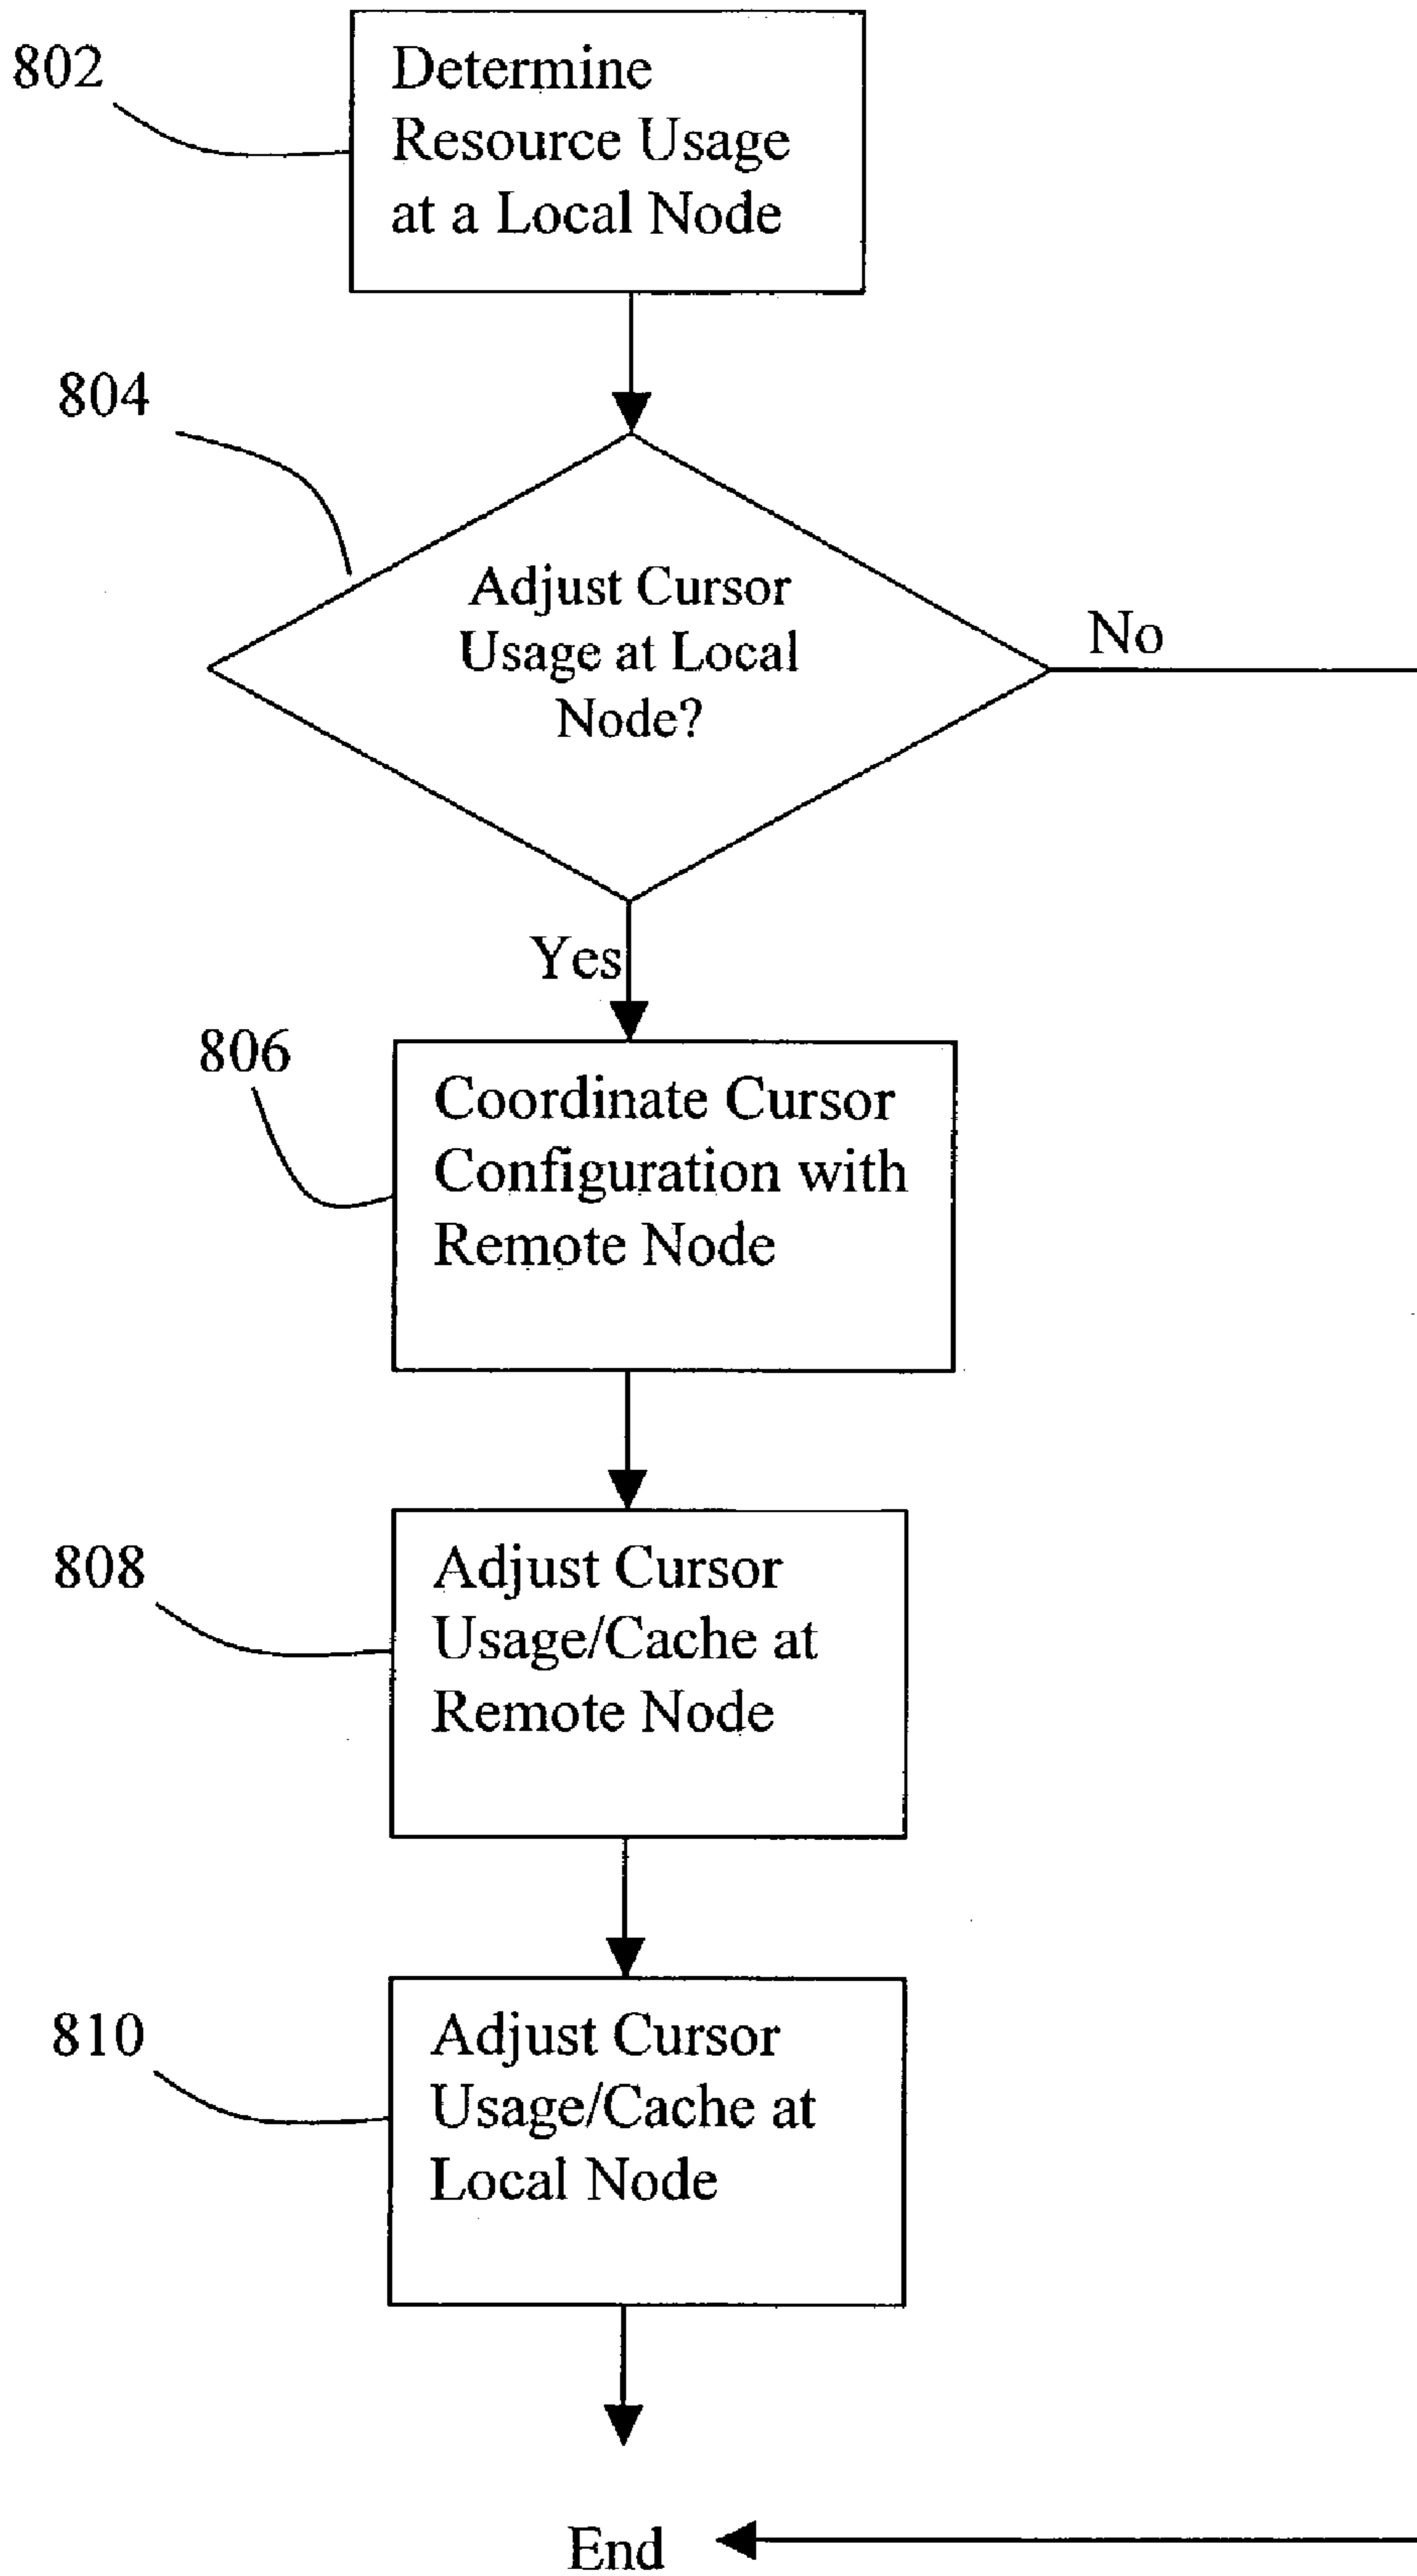 802
Determine
Resource Usage
at a Local Node
804
Adjust Cursor
Usage at Local
Node?
No
Yes
806
Coordinate Cursor
Configuration with
Remote Node
808
Adjust Cursor
Usage/Cache at
Remote Node
810
Adjust Cursor
Usage/Cache at
Local Node
End